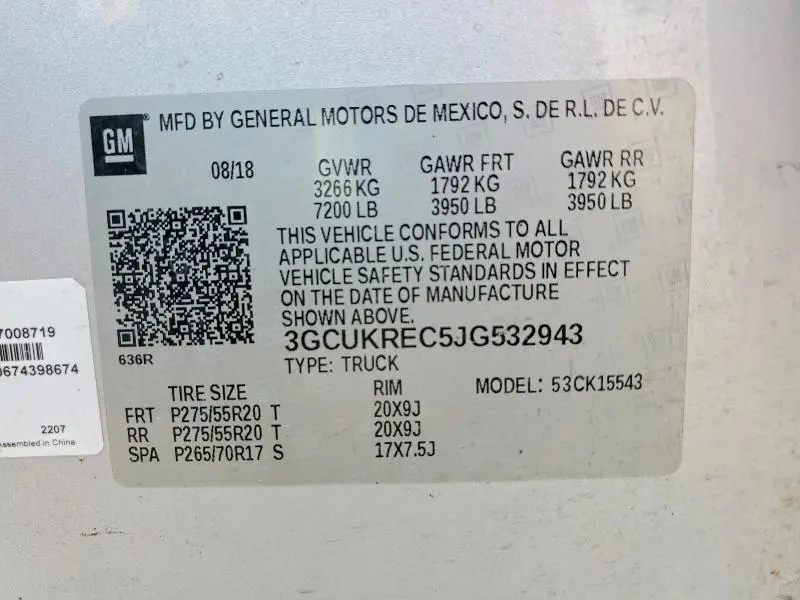 GM
MFD BY GENERAL MOTORS DE MEXICO, S. DE R.L. DE C.V.
08/18 GVWR GAWR FRT GAWR RR
3266 KG 1792 KG 1792 KG
7200 LB 3950 LB 3950 LB
THIS VEHICLE CONFORMS TO ALL
APPLICABLE U.S. FEDERAL MOTOR
VEHICLE SAFETY STANDARDS IN EFFECT
ON THE DATE OF MANUFACTURE
SHOWN ABOVE.
3GCUKREC5JG532943
636R
TYPE: TRUCK
TIRE SIZE RIM MODEL: 53CK15543
FRT P275/55R20 T 20X9J
RR P275/55R20 T 20X9J
SPA P265/70R17 S 17X7.5J
7008719
0674398674
2207
Assembled in China